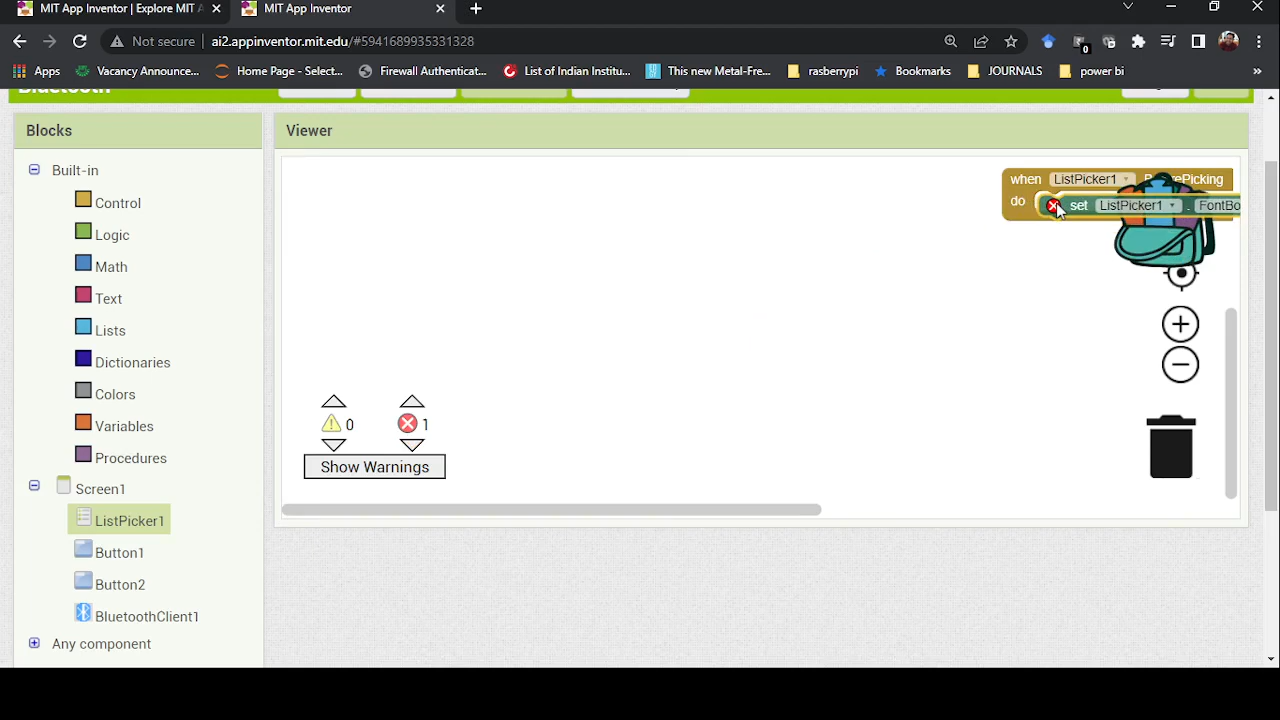 MIT App Inventor | Explore MIT A
MIT App Inventor
Not secure
ai2.appinventor.mit.edu/#5941689935331328
0
Apps
Vacancy Announce...
Home Page - Select...
Firewall Authenticat...
List of Indian Institu...
This new Metal-Fre...
rasberrypi
Bookmarks
JOURNALS
power bi
»
Bluetooth
Blocks
Viewer
Built-in
Control
Logic
Math
Text
Lists
Dictionaries
Colors
Variables
Procedures
Screen1
ListPicker1
Button1
Button2
BluetoothClient1
Any component
when ListPicker1
do set ListPicker1 . FontBo
0
1
Show Warnings